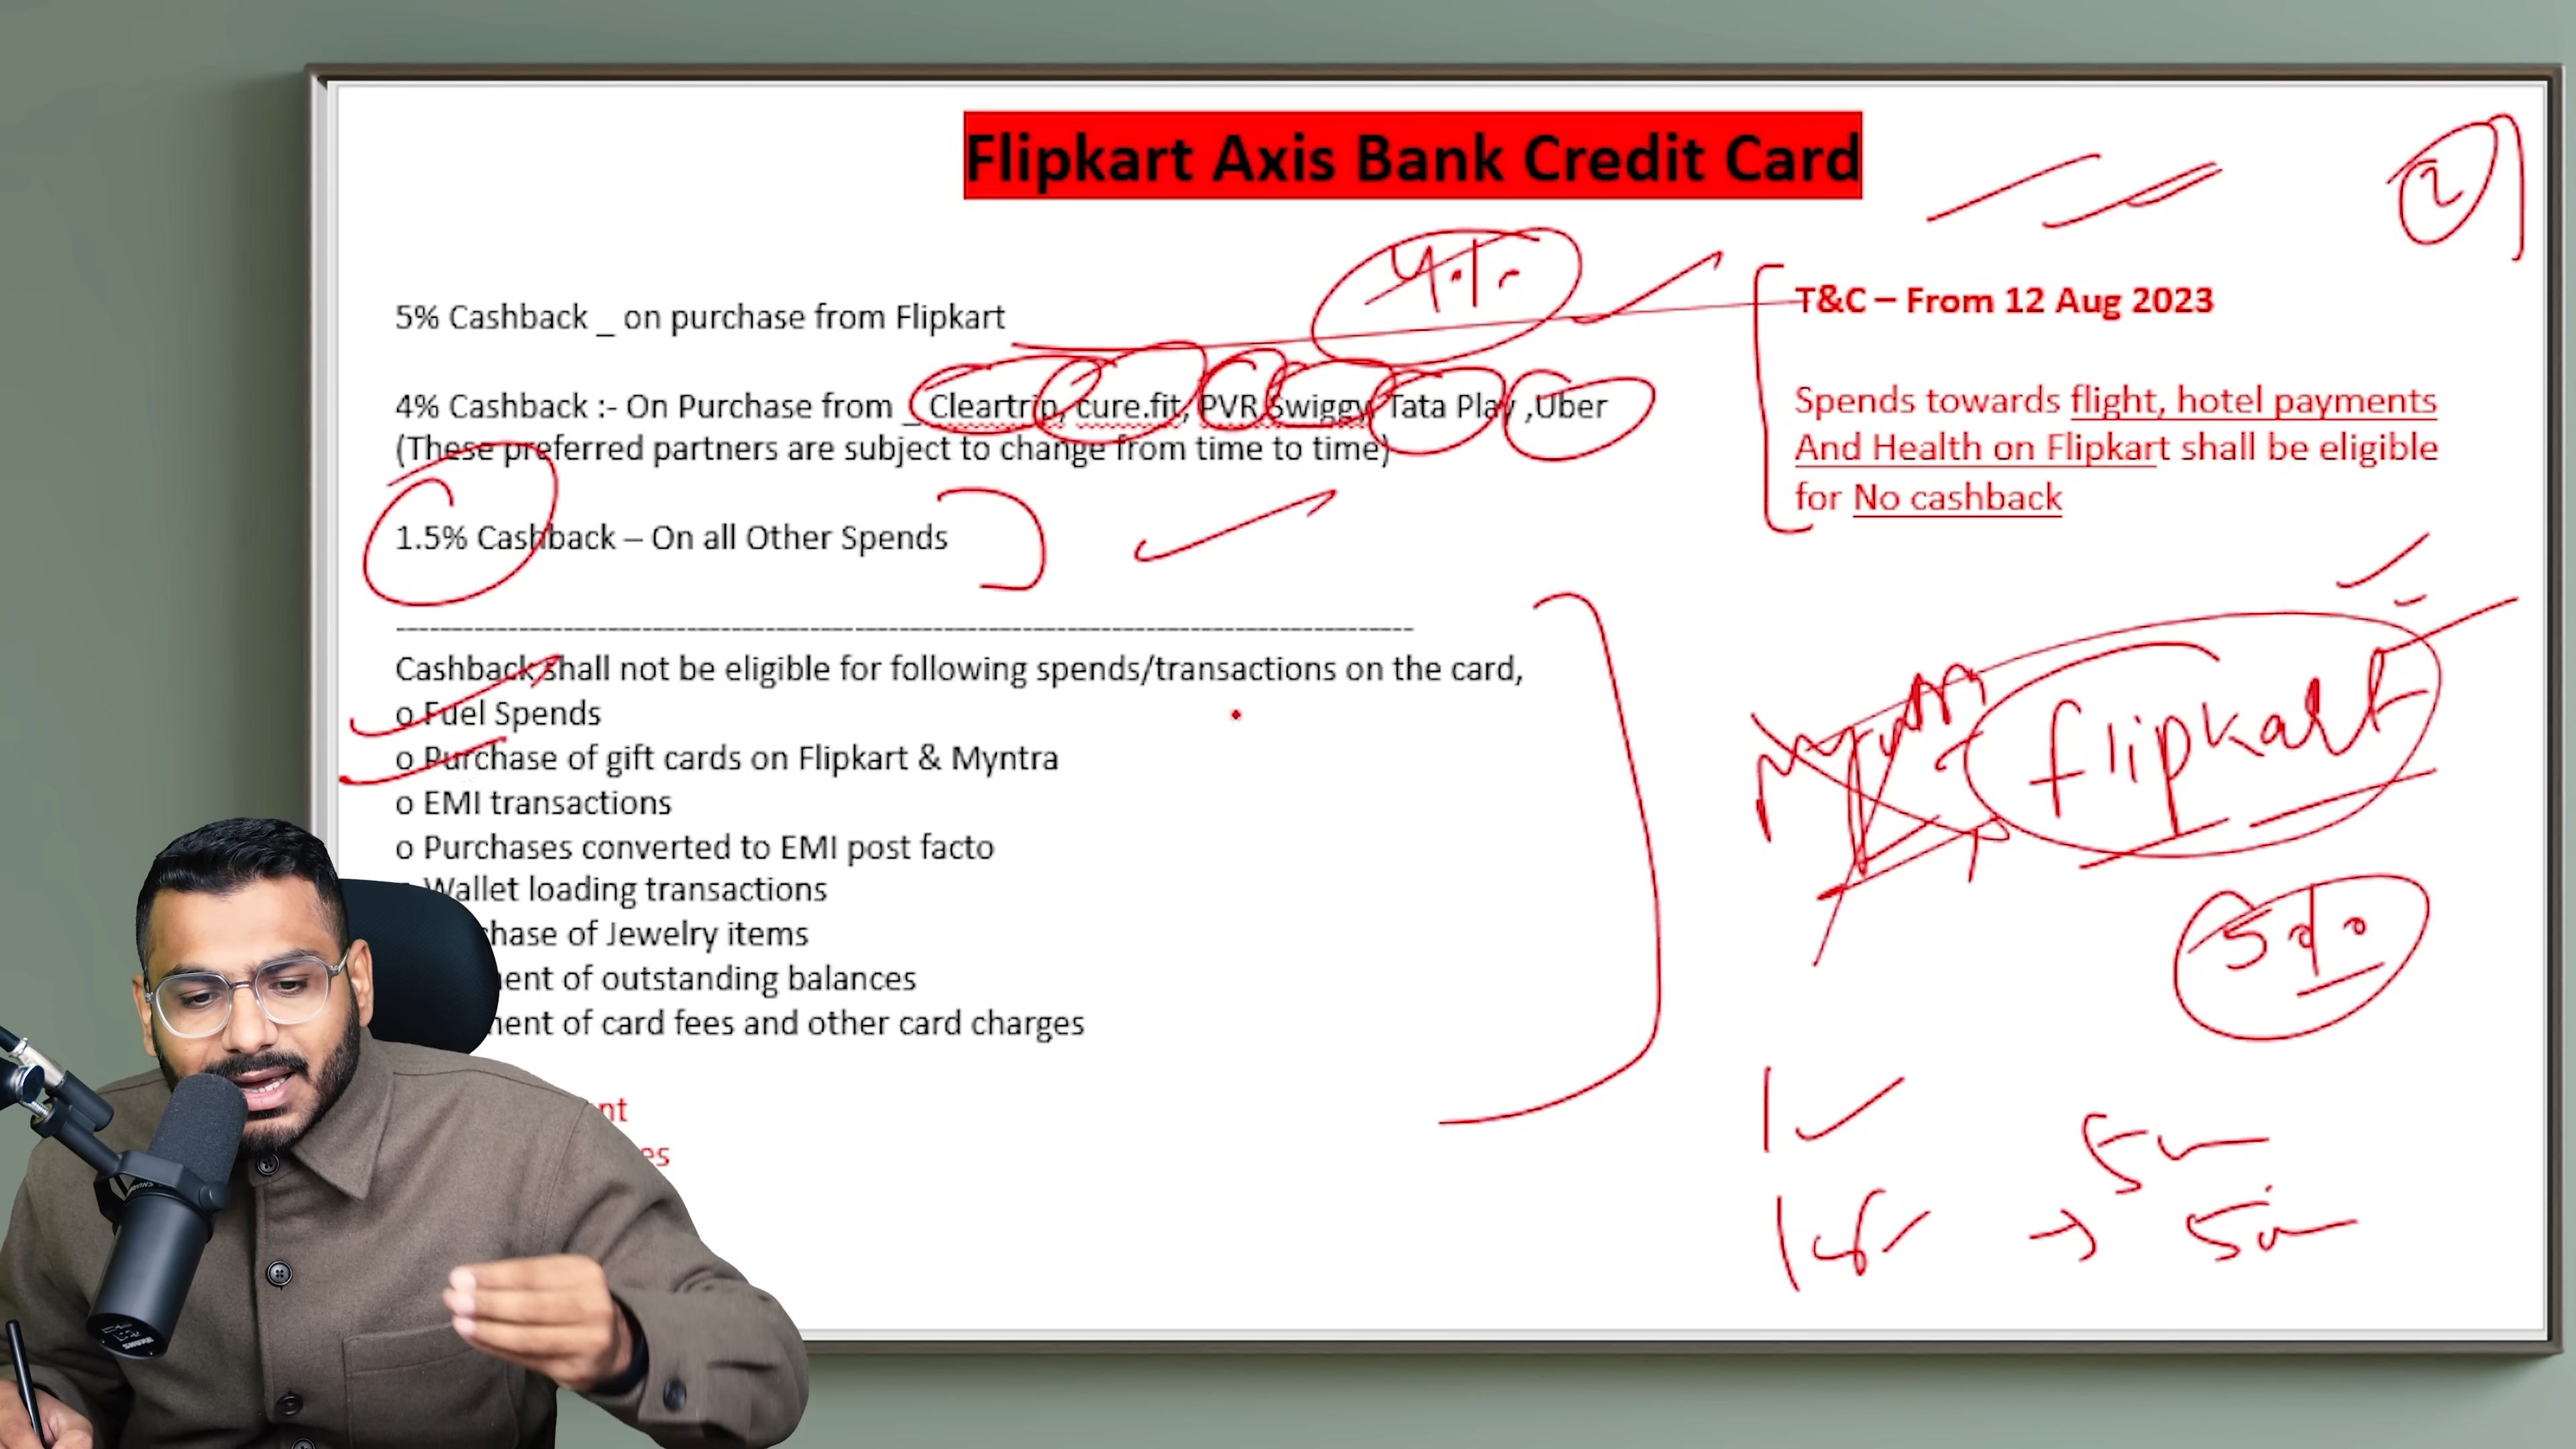 Flipkart Axis Bank Credit Card
2
4%
5% Cashback _ on purchase from Flipkart
4% Cashback :- On Purchase from _ Cleartrip, cure.fit, PVR, Swiggy, Tata Play ,Uber
(These preferred partners are subject to change from time to time)
1.5% Cashback – On all Other Spends
T&C – From 12 Aug 2023
Spends towards flight, hotel payments
And Health on Flipkart shall be eligible
for No cashback
--------------------------------------------------------------------------------------------------------
Cashback shall not be eligible for following spends/transactions on the card,
o Fuel Spends
o Purchase of gift cards on Flipkart & Myntra
o EMI transactions
o Purchases converted to EMI post facto
Wallet loading transactions
hase of Jewelry items
ent of outstanding balances
ent of card fees and other card charges
nt
es
flipkart
5%